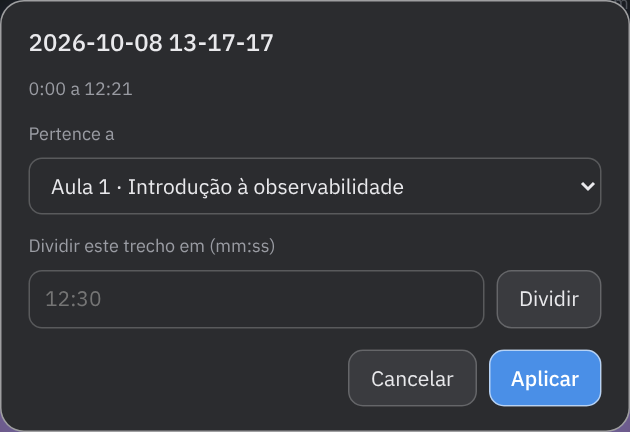 2026-10-08 13-17-17
0:00 a 12:21
Pertence a
Aula 1 · Introdução à observabilidade
Dividir este trecho em (mm:ss)
12:30
Dividir
Cancelar
Aplicar